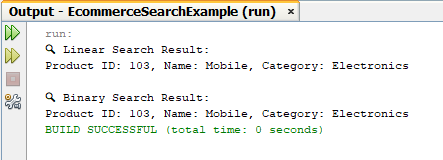 Output - EcommerceSearchExample (run) ×
run:
🔍 Linear Search Result:
Product ID: 103, Name: Mobile, Category: Electronics
🔍 Binary Search Result:
Product ID: 103, Name: Mobile, Category: Electronics
BUILD SUCCESSFUL (total time: 0 seconds)